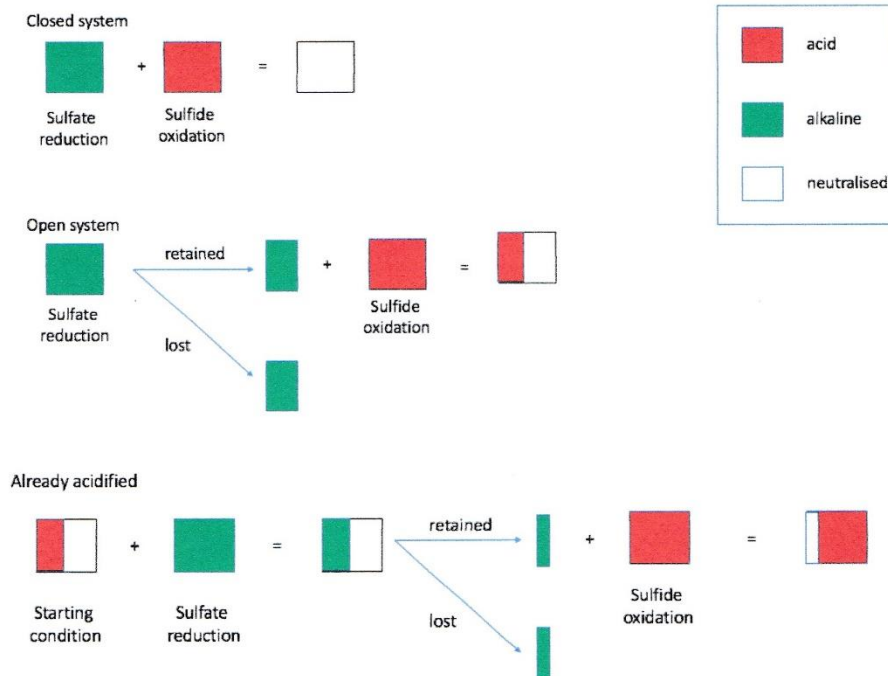 Closed system
+
=
Sulfate
reduction
Sulfide
oxidation
acid
alkaline
neutralised
Open system
retained
+
=
Sulfate
reduction
lost
Sulfide
oxidation
Already acidified
+
=
retained
+
=
Starting
condition
Sulfate
reduction
lost
Sulfide
oxidation